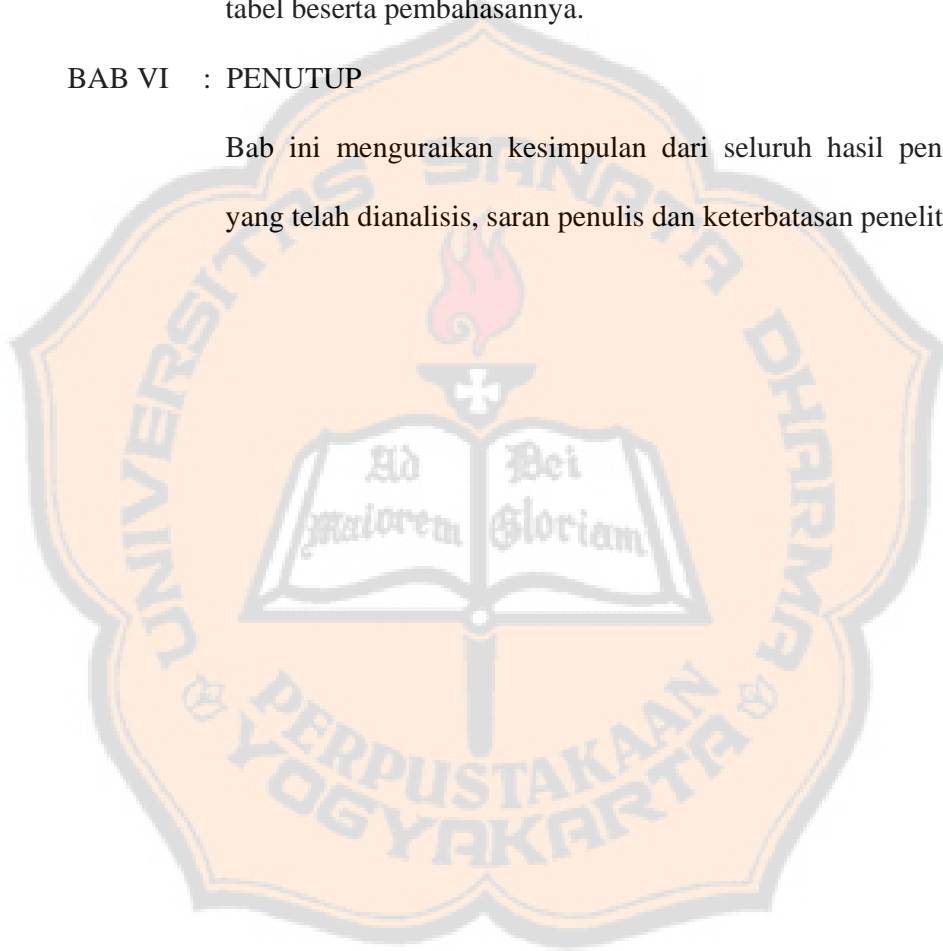 tabel beserta pembahasannya.
BAB VI : PENUTUP
Bab ini menguraikan kesimpulan dari seluruh hasil pen
yang telah dianalisis, saran penulis dan keterbatasan penelit
UNIVERSITAS SANATA DHARMA
Ad
maiorem
Dei
Gloriam
PERPUSTAKAAN
YOGYAKARTA